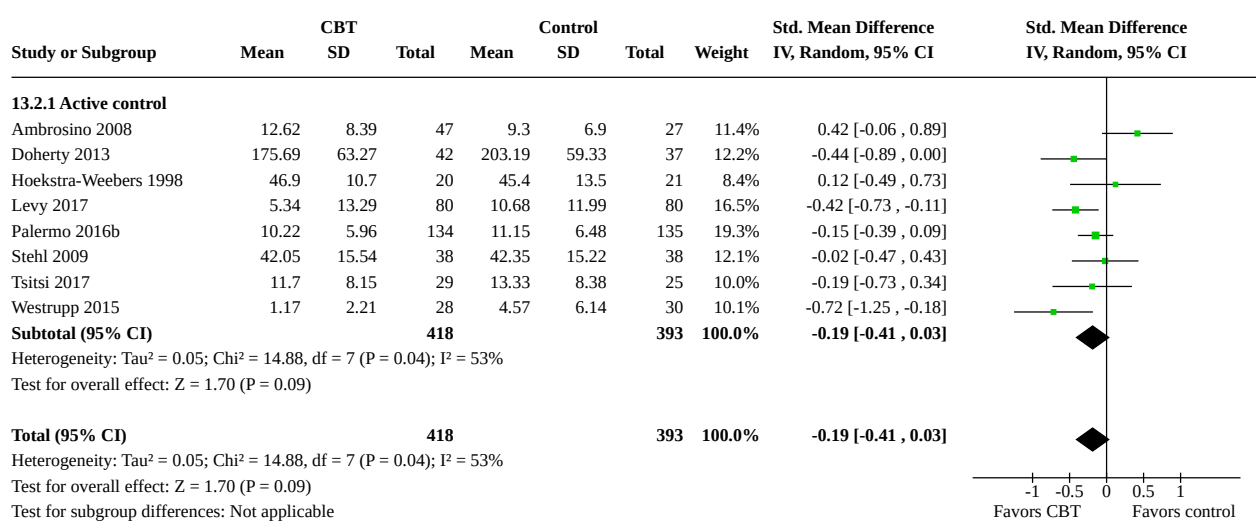 CBT Control Std. Mean Difference Std. Mean Difference
Study or Subgroup Mean SD Total Mean SD Total Weight IV, Random, 95% CI IV, Random, 95% CI
13.2.1 Active control
Ambrosino 2008 12.62 8.39 47 9.3 6.9 27 11.4% 0.42 [-0.06 , 0.89]
Doherty 2013 175.69 63.27 42 203.19 59.33 37 12.2% -0.44 [-0.89 , 0.00]
Hoekstra-Weebers 1998 46.9 10.7 20 45.4 13.5 21 8.4% 0.12 [-0.49 , 0.73]
Levy 2017 5.34 13.29 80 10.68 11.99 80 16.5% -0.42 [-0.73 , -0.11]
Palermo 2016b 10.22 5.96 134 11.15 6.48 135 19.3% -0.15 [-0.39 , 0.09]
Stehl 2009 42.05 15.54 38 42.35 15.22 38 12.1% -0.02 [-0.47 , 0.43]
Tsitsi 2017 11.7 8.15 29 13.33 8.38 25 10.0% -0.19 [-0.73 , 0.34]
Westrupp 2015 1.17 2.21 28 4.57 6.14 30 10.1% -0.72 [-1.25 , -0.18]
Subtotal (95% CI) 418 393 100.0% -0.19 [-0.41 , 0.03]
Heterogeneity: Tau² = 0.05; Chi² = 14.88, df = 7 (P = 0.04); I² = 53%
Test for overall effect: Z = 1.70 (P = 0.09)
Total (95% CI) 418 393 100.0% -0.19 [-0.41 , 0.03]
Heterogeneity: Tau² = 0.05; Chi² = 14.88, df = 7 (P = 0.04); I² = 53%
Test for overall effect: Z = 1.70 (P = 0.09)
-1 -0.5 0 0.5 1
Test for subgroup differences: Not applicable Favors CBT Favors control